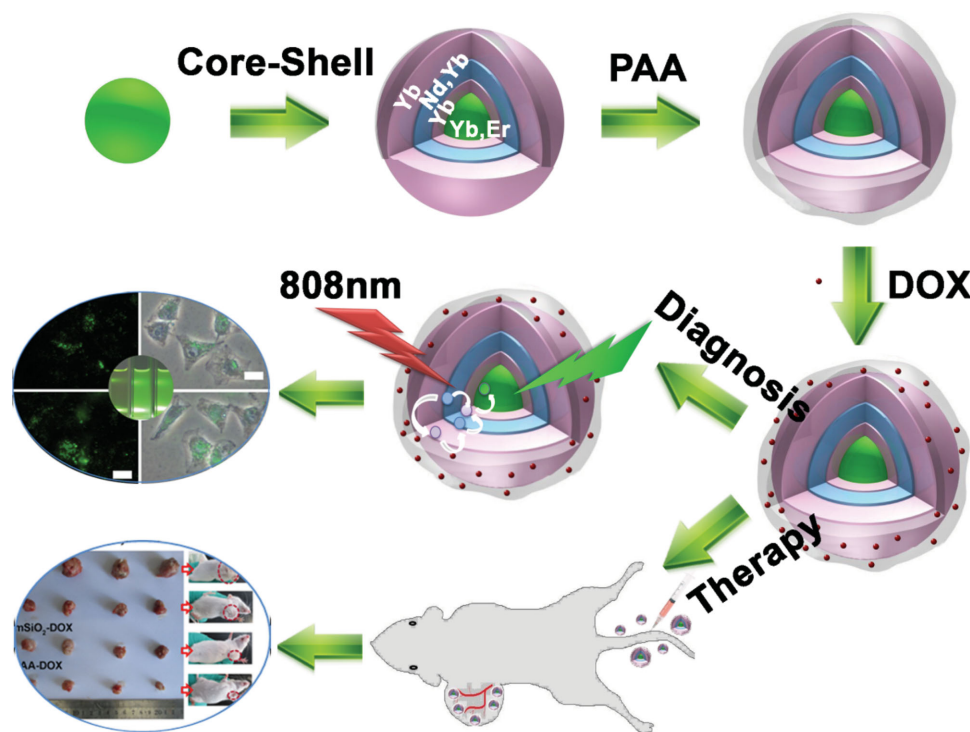 Core-Shell
PAA
Yb
Nd,Yb
Yb
Yb,Er
DOX
808nm
Diagnosis
Therapy
mSiO₂-DOX
AA-DOX